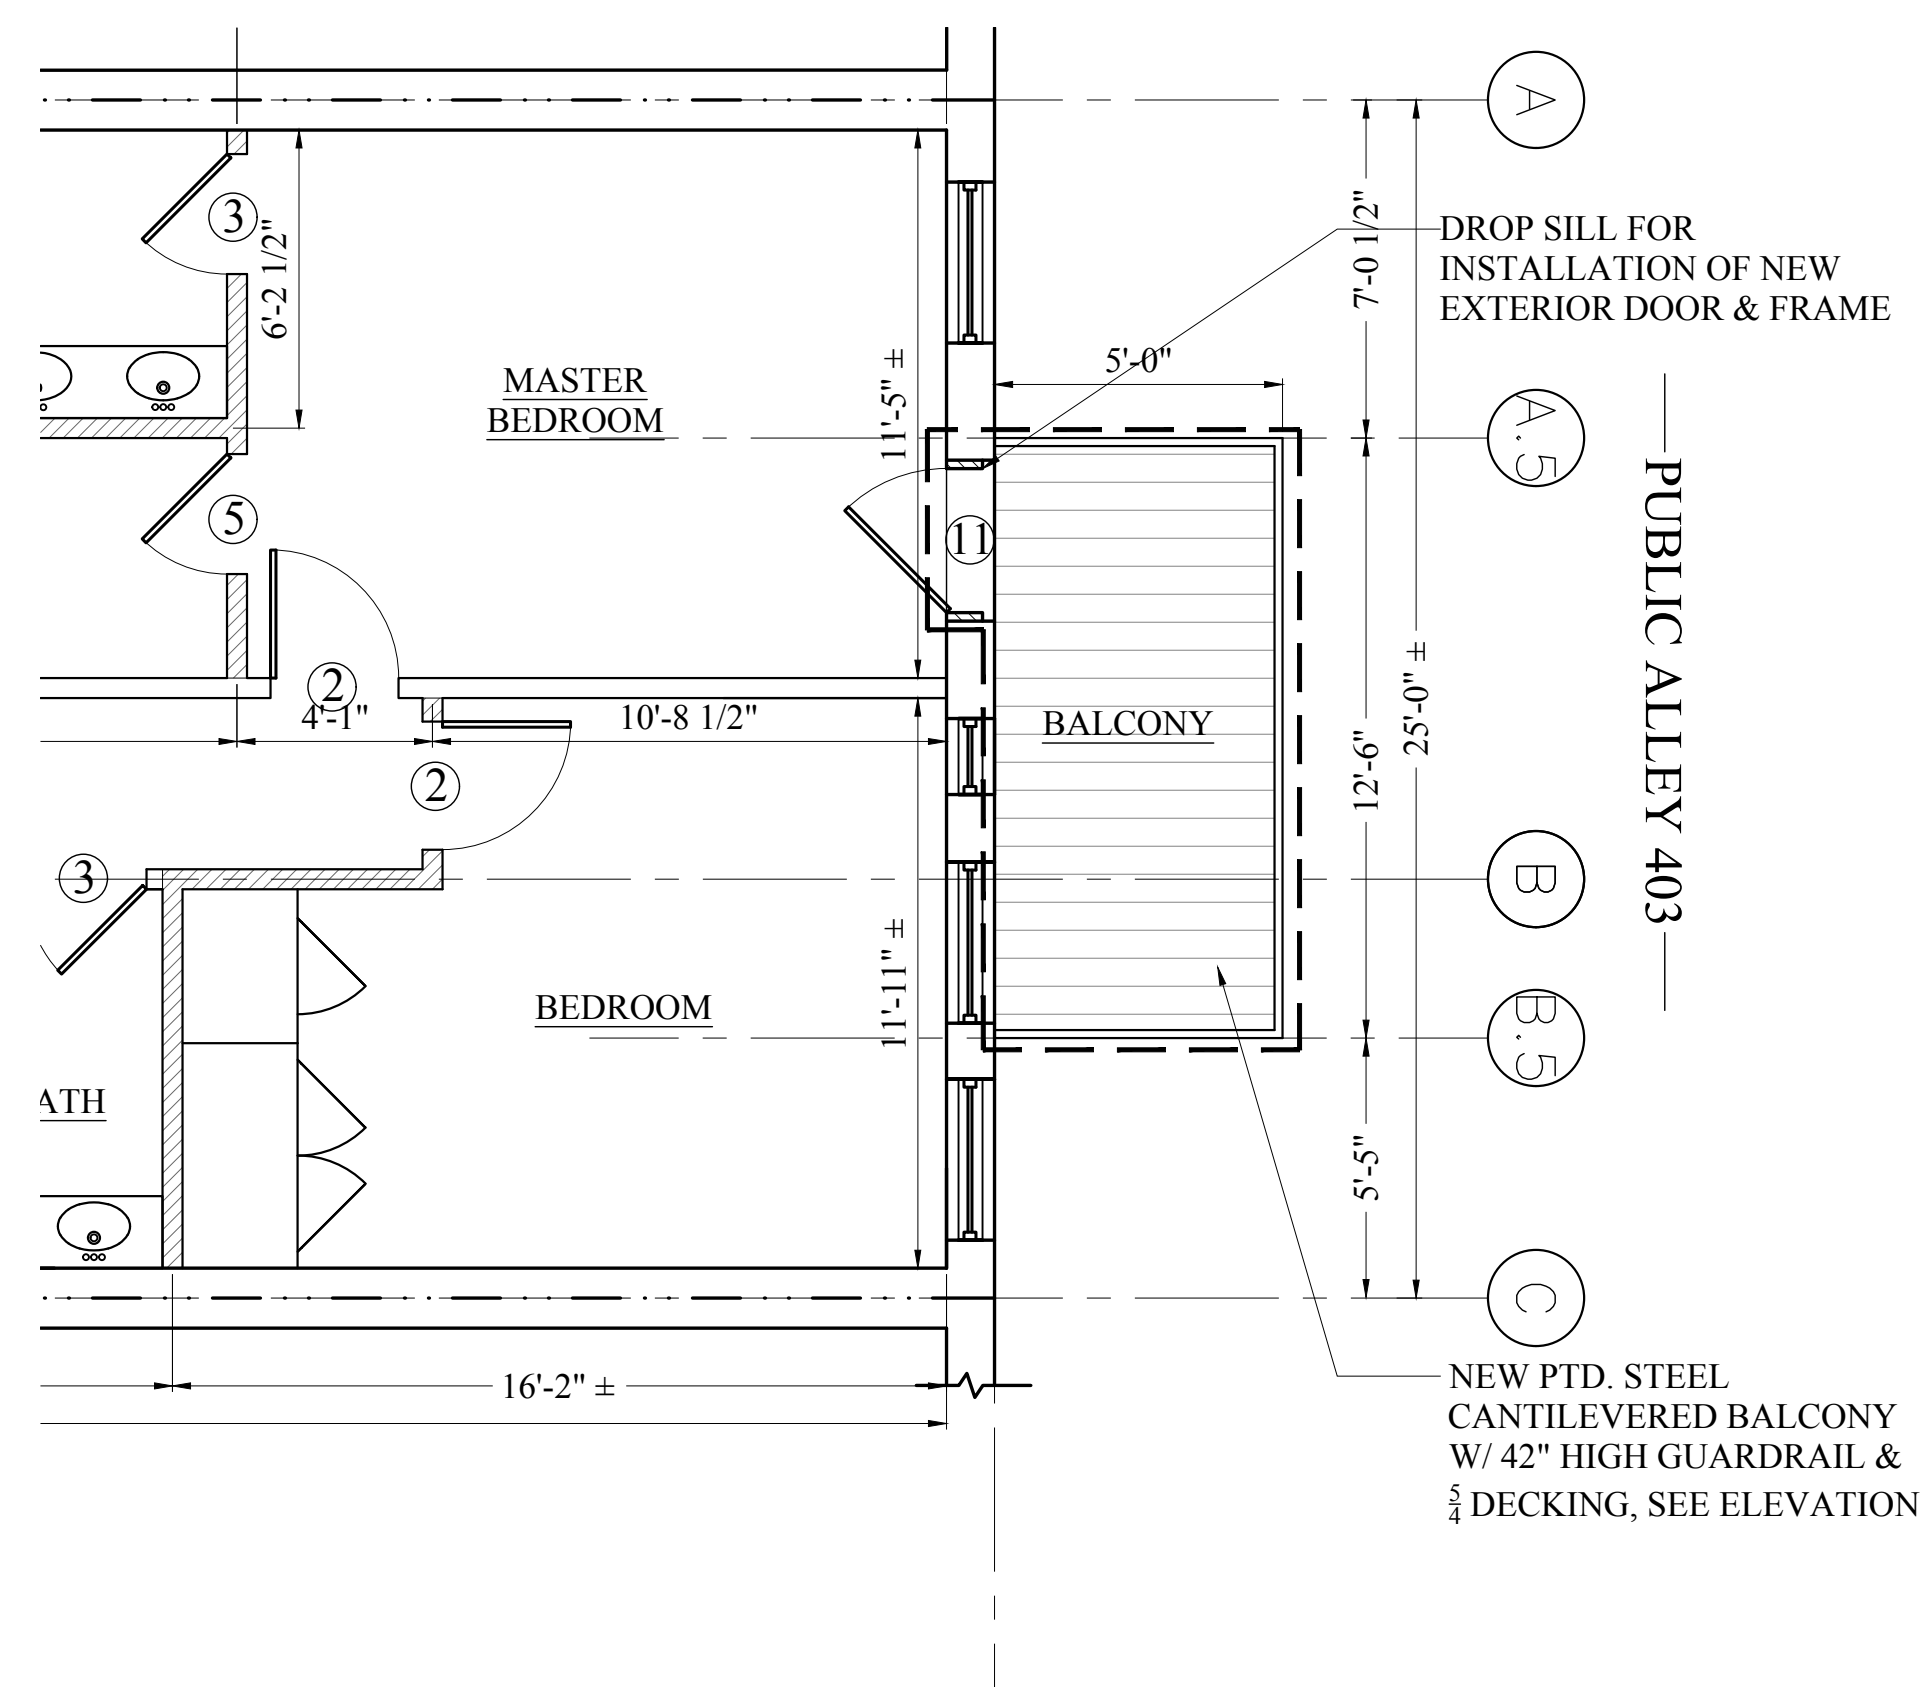 A
3
6'-2 1/2"
7'-0 1/2"
DROP SILL FOR
INSTALLATION OF NEW
EXTERIOR DOOR & FRAME
5'-0"
MASTER
BEDROOM
11'-5" ±
A.5
5
11
PUBLIC ALLEY 403
2
4'-1"
10'-8 1/2"
BALCONY
25'-0" ±
12'-6"
2
3
B
11'-11" ±
BEDROOM
B.5
ATH
5'-5"
C
16'-2" ±
NEW PTD. STEEL
CANTILEVERED BALCONY
W/ 42" HIGH GUARDRAIL &
5/4 DECKING, SEE ELEVATION